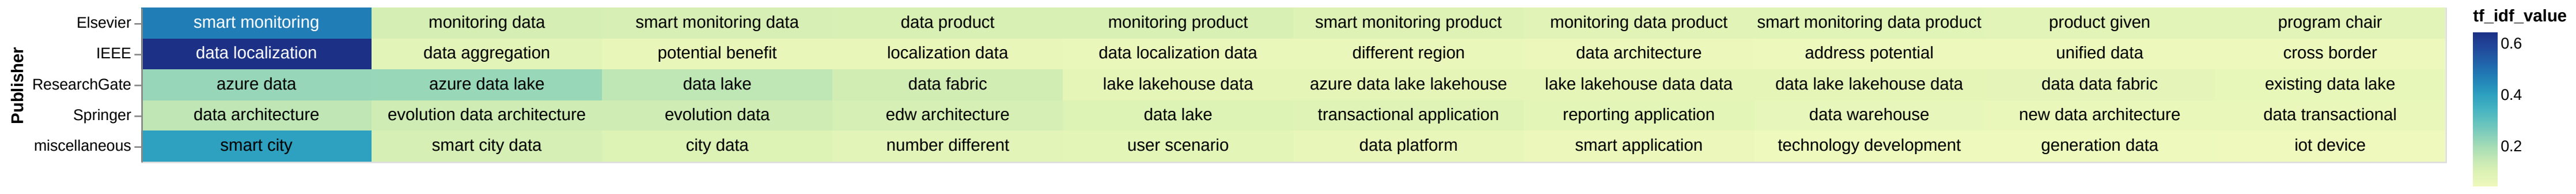 Publisher
Elsevier smart monitoring monitoring data smart monitoring data data product monitoring product smart monitoring product monitoring data product smart monitoring data product product given program chair
IEEE data localization data aggregation potential benefit localization data data localization data different region data architecture address potential unified data cross border
ResearchGate azure data azure data lake data lake data fabric lake lakehouse data azure data lake lakehouse lake lakehouse data data data lake lakehouse data data data fabric existing data lake
Springer data architecture evolution data architecture evolution data edw architecture data lake transactional application reporting application data warehouse new data architecture data transactional
miscellaneous smart city smart city data city data number different user scenario data platform smart application technology development generation data iot device
tf_idf_value
0.6
0.4
0.2